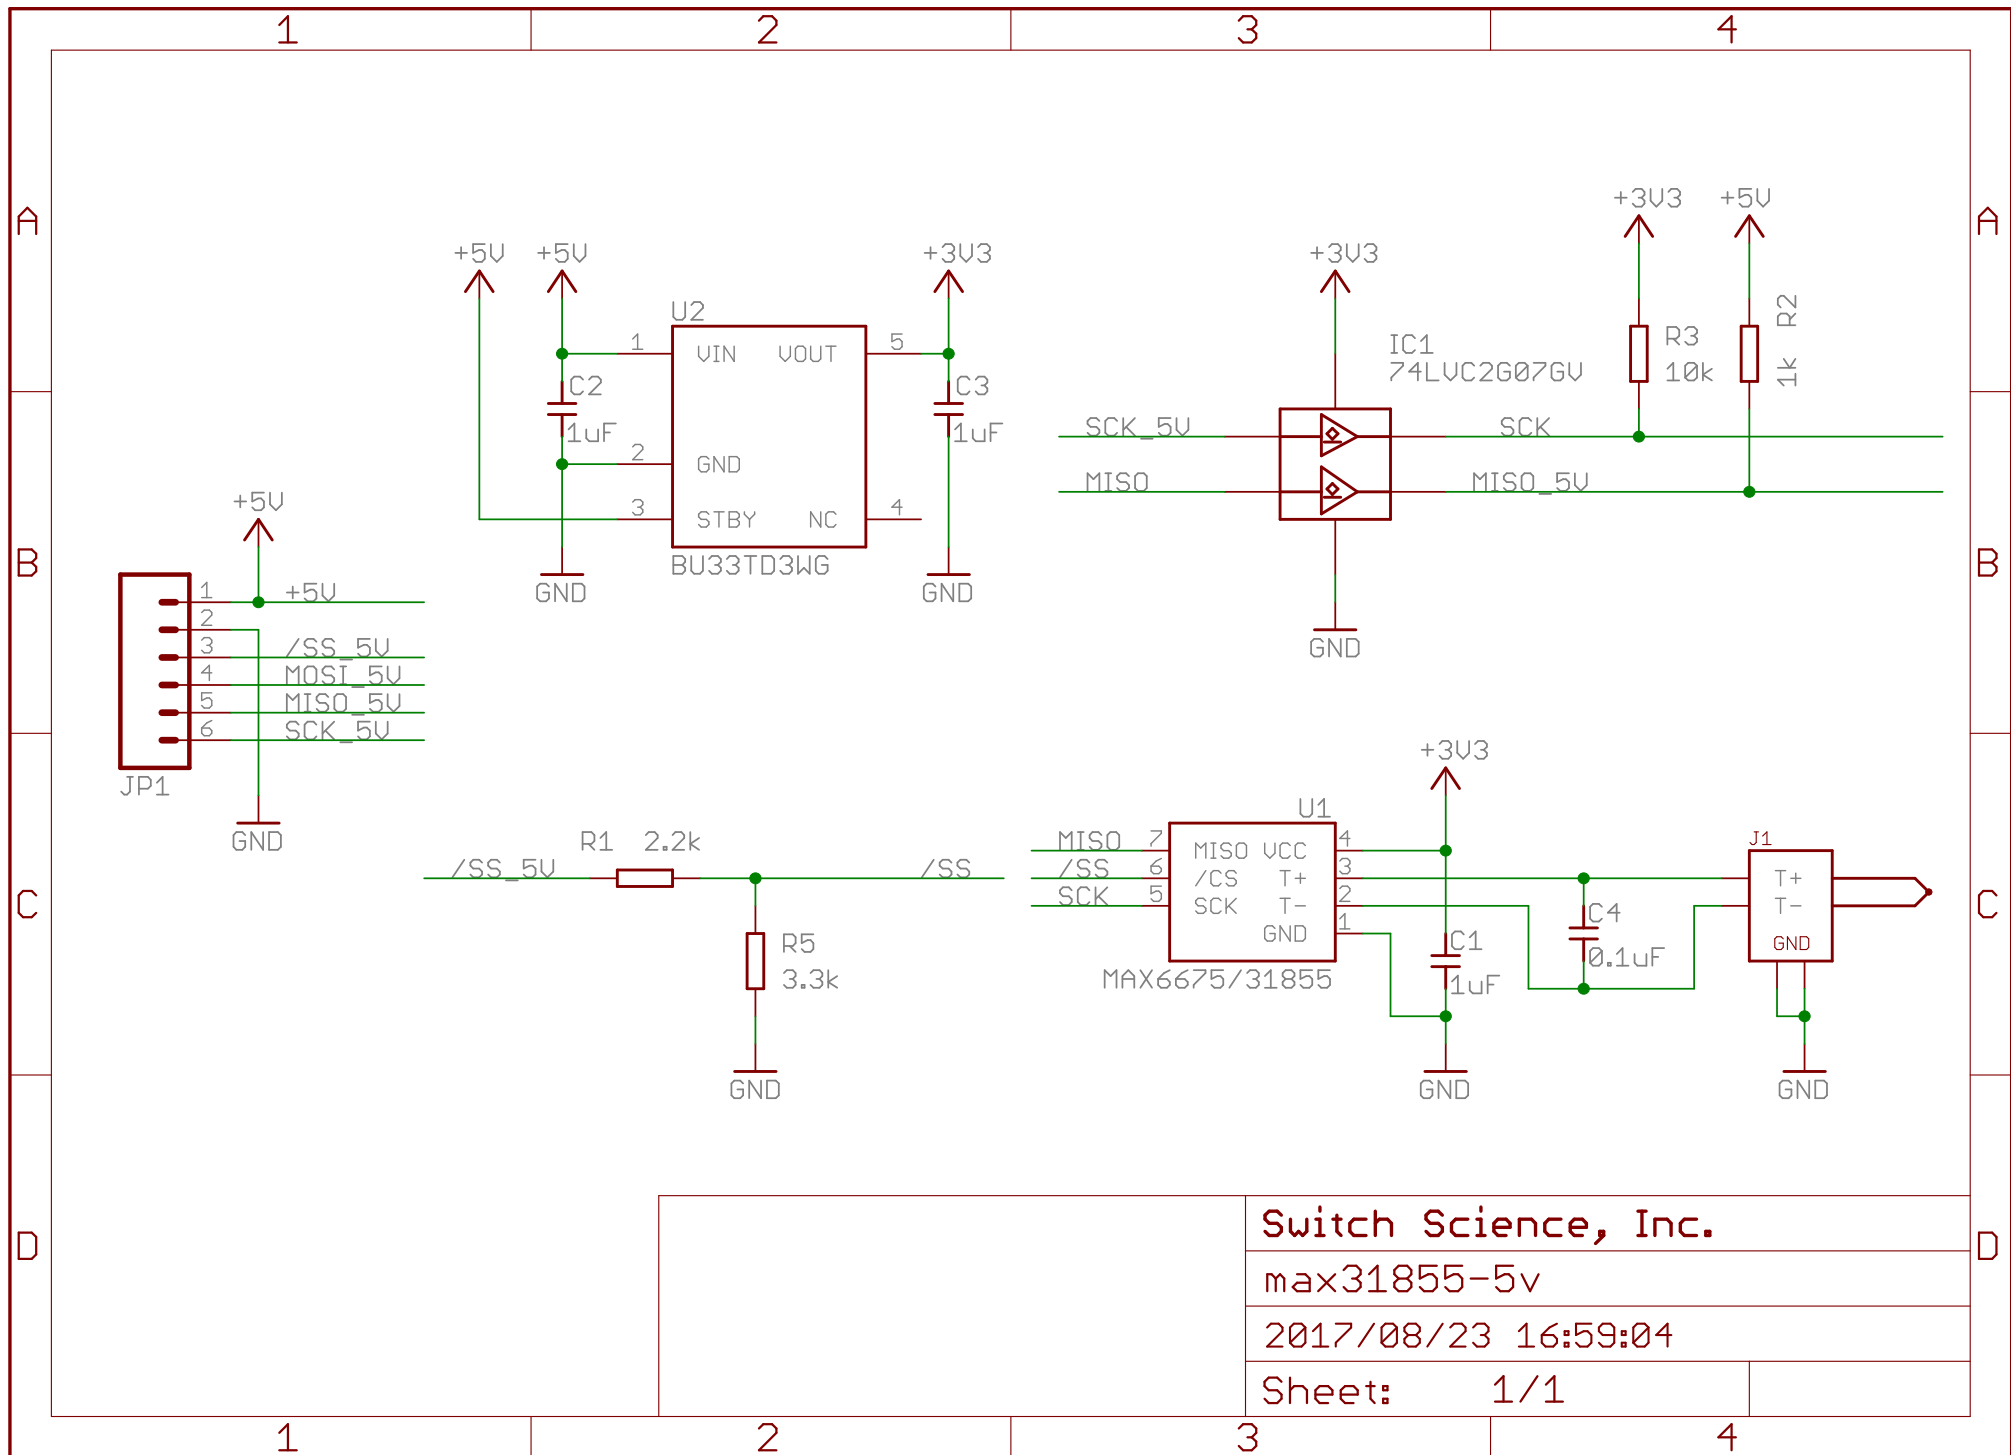 1 2 3 4
A A
+3V3 +5V
+5V +5V +3V3 +3V3
U2
R2
1 VIN VOUT 5
R3
IC1
10k
1k
74LVC2G07GV
C2 C3
1uF 1uF
SCK_5V SCK
2 GND
MISO MISO_5V
3 STBY NC 4
+5V
B B
BU33TD3WG
GND GND
1 +5V
2
3 /SS_5V
GND
4 MOSI_5V
5 MISO_5V
6 SCK_5V
JP1
+3V3
U1
GND
R1 2.2k
MISO 7 MISO VCC 4
J1
/SS_5V /SS
/SS 6 /CS T+ 3
T+
SCK 5 SCK T- 2
T-
C C
C4
GND 1
R5
C1
GND
0.1uF
3.3k
MAX6675/31855
1uF
GND GND GND
Switch Science, Inc.
D D
max31855-5v
2017/08/23 16:59:04
Sheet: 1/1
1 2 3 4